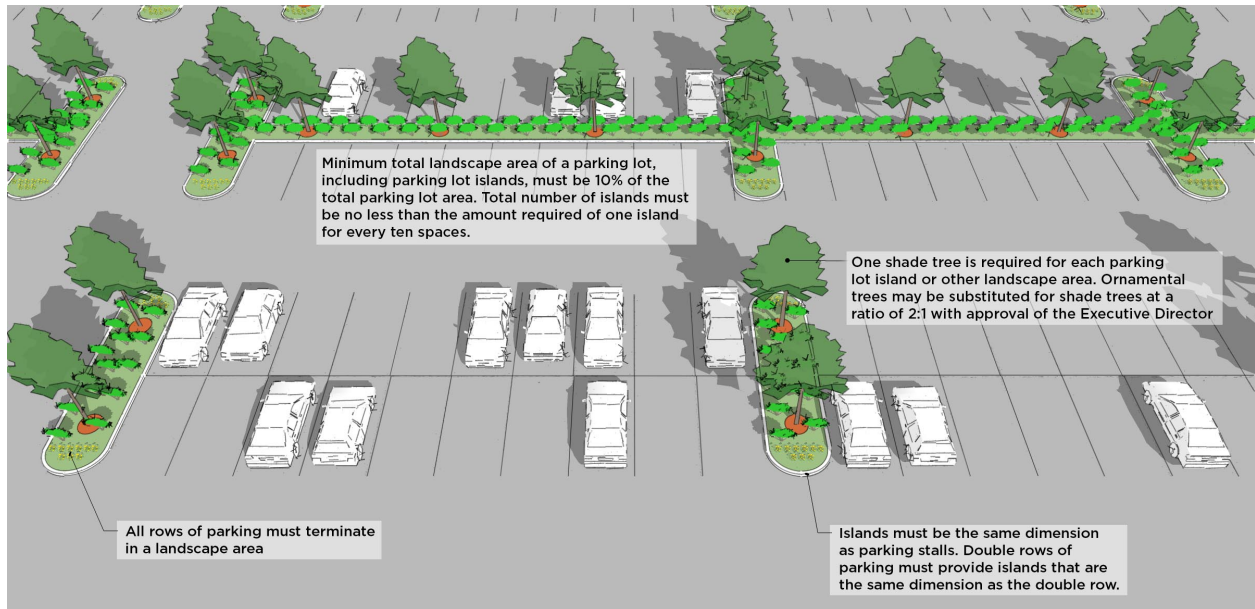 Minimum total landscape area of a parking lot,
including parking lot islands, must be 10% of the
total parking lot area. Total number of islands must
be no less than the amount required of one island
for every ten spaces.
One shade tree is required for each parking
lot island or other landscape area. Ornamental
trees may be substituted for shade trees at a
ratio of 2:1 with approval of the Executive Director
All rows of parking must terminate
in a landscape area
Islands must be the same dimension
as parking stalls. Double rows of
parking must provide islands that are
the same dimension as the double row.